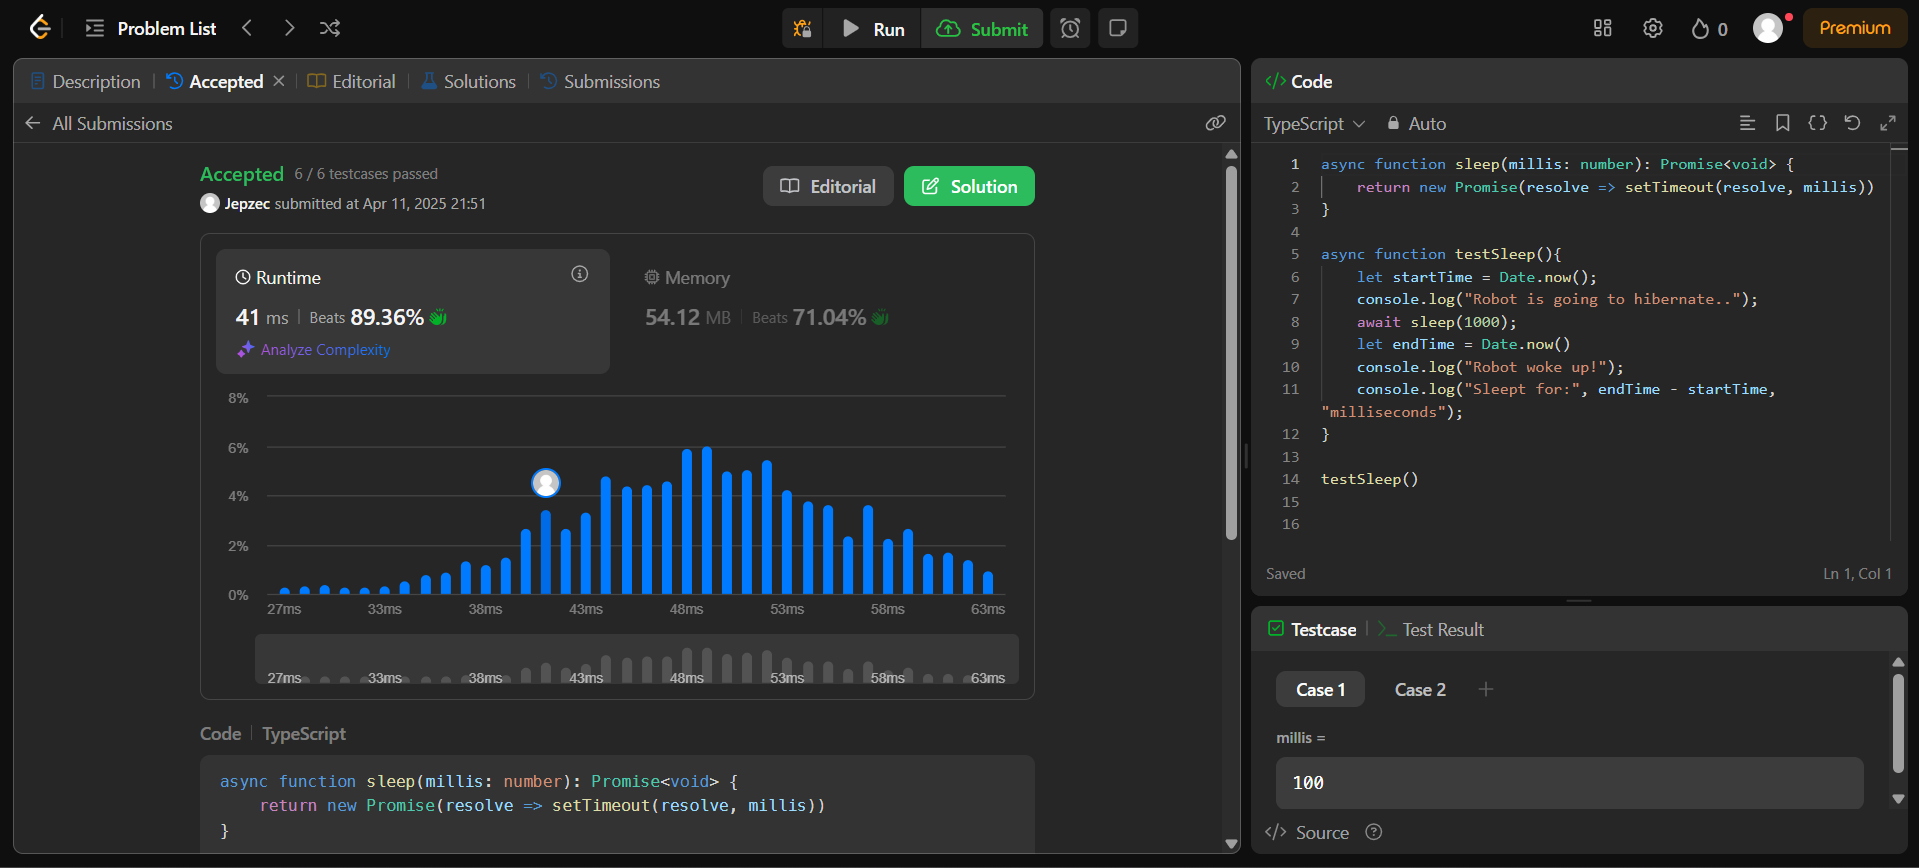 Problem List
Run
Submit
0
Premium
Description
Accepted
Editorial
Solutions
Submissions
All Submissions
Accepted 6 / 6 testcases passed
Jepzec submitted at Apr 11, 2025 21:51
Editorial
Solution
Runtime
41 ms | Beats 89.36%
Analyze Complexity
Memory
54.12 MB | Beats 71.04%
8%
6%
4%
2%
0%
27ms 33ms 38ms 43ms 48ms 53ms 58ms 63ms
27ms 33ms 38ms 43ms 48ms 53ms 58ms 63ms
Code | TypeScript
async function sleep(millis: number): Promise<void> {
    return new Promise(resolve => setTimeout(resolve, millis))
}
</> Code
TypeScript
Auto
1 async function sleep(millis: number): Promise<void> {
2     return new Promise(resolve => setTimeout(resolve, millis))
3 }
4
5 async function testSleep(){
6     let startTime = Date.now();
7     console.log("Robot is going to hibernate..");
8     await sleep(1000);
9     let endTime = Date.now()
10     console.log("Robot woke up!");
11     console.log("Slept for:", endTime - startTime,
"milliseconds");
12 }
13
14 testSleep()
15
16
Saved
Ln 1, Col 1
Testcase
Test Result
Case 1
Case 2
+
millis =
100
</> Source